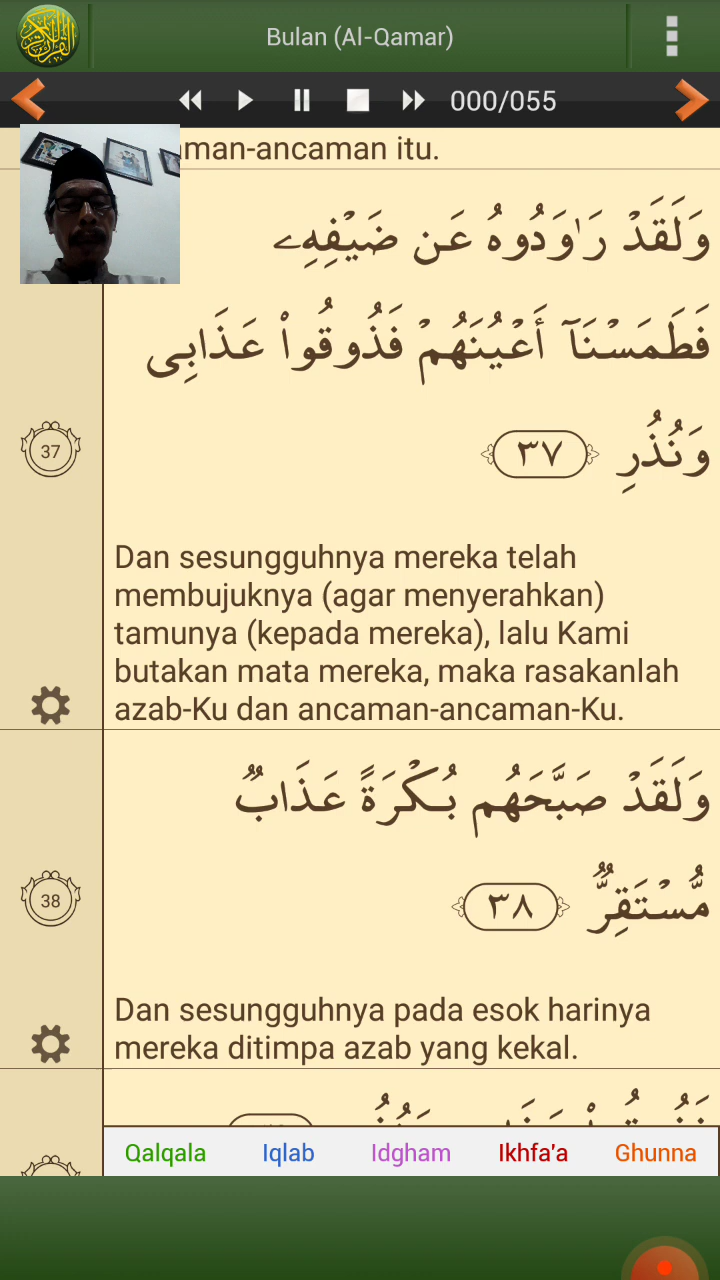 Bulan (Al-Qamar)
000/055
aman-ancaman itu.
وَلَقَدْ رَٰوَدُوهُ عَن ضَيْفِهِۦ
فَطَمَسْنَآ أَعْيُنَهُمْ فَذُوقُوا۟ عَذَابِى
وَنُذُرِ ٣٧
37
Dan sesungguhnya mereka telah
membujuknya (agar menyerahkan)
tamunya (kepada mereka), lalu Kami
butakan mata mereka, maka rasakanlah
azab-Ku dan ancaman-ancaman-Ku.
وَلَقَدْ صَبَّحَهُم بُكْرَةً عَذَابٌ
مُّسْتَقِرٌّ ٣٨
38
Dan sesungguhnya pada esok harinya
mereka ditimpa azab yang kekal.
Qalqala Iqlab Idgham Ikhfa'a Ghunna